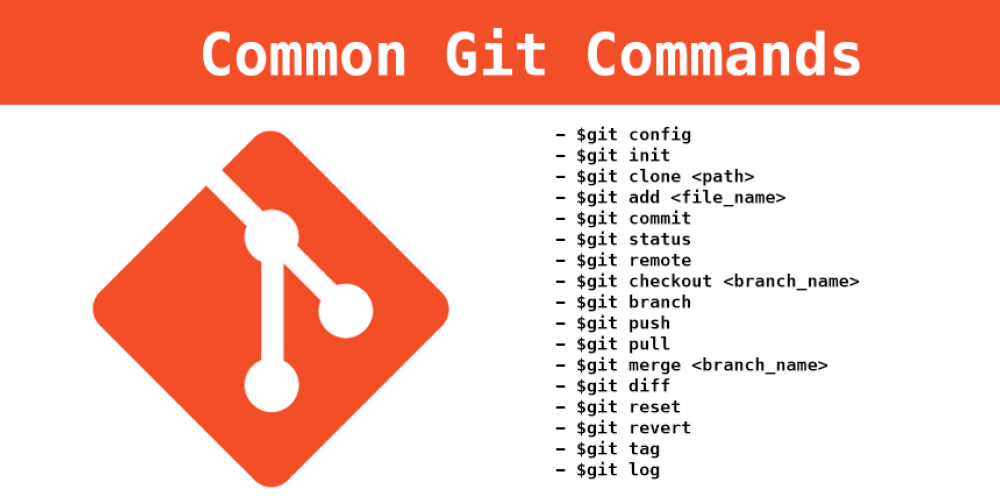 Common Git Commands
- $git config
- $git init
- $git clone <path>
- $git add <file_name>
- $git commit
- $git status
- $git remote
- $git checkout <branch_name>
- $git branch
- $git push
- $git pull
- $git merge <branch_name>
- $git diff
- $git reset
- $git revert
- $git tag
- $git log